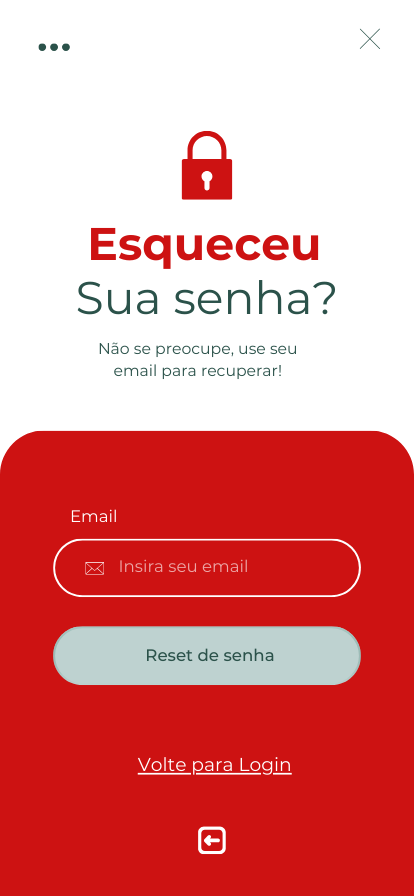 Esqueceu
Sua senha?
Não se preocupe, use seu
email para recuperar!
Email
Insira seu email
Reset de senha
Volte para Login